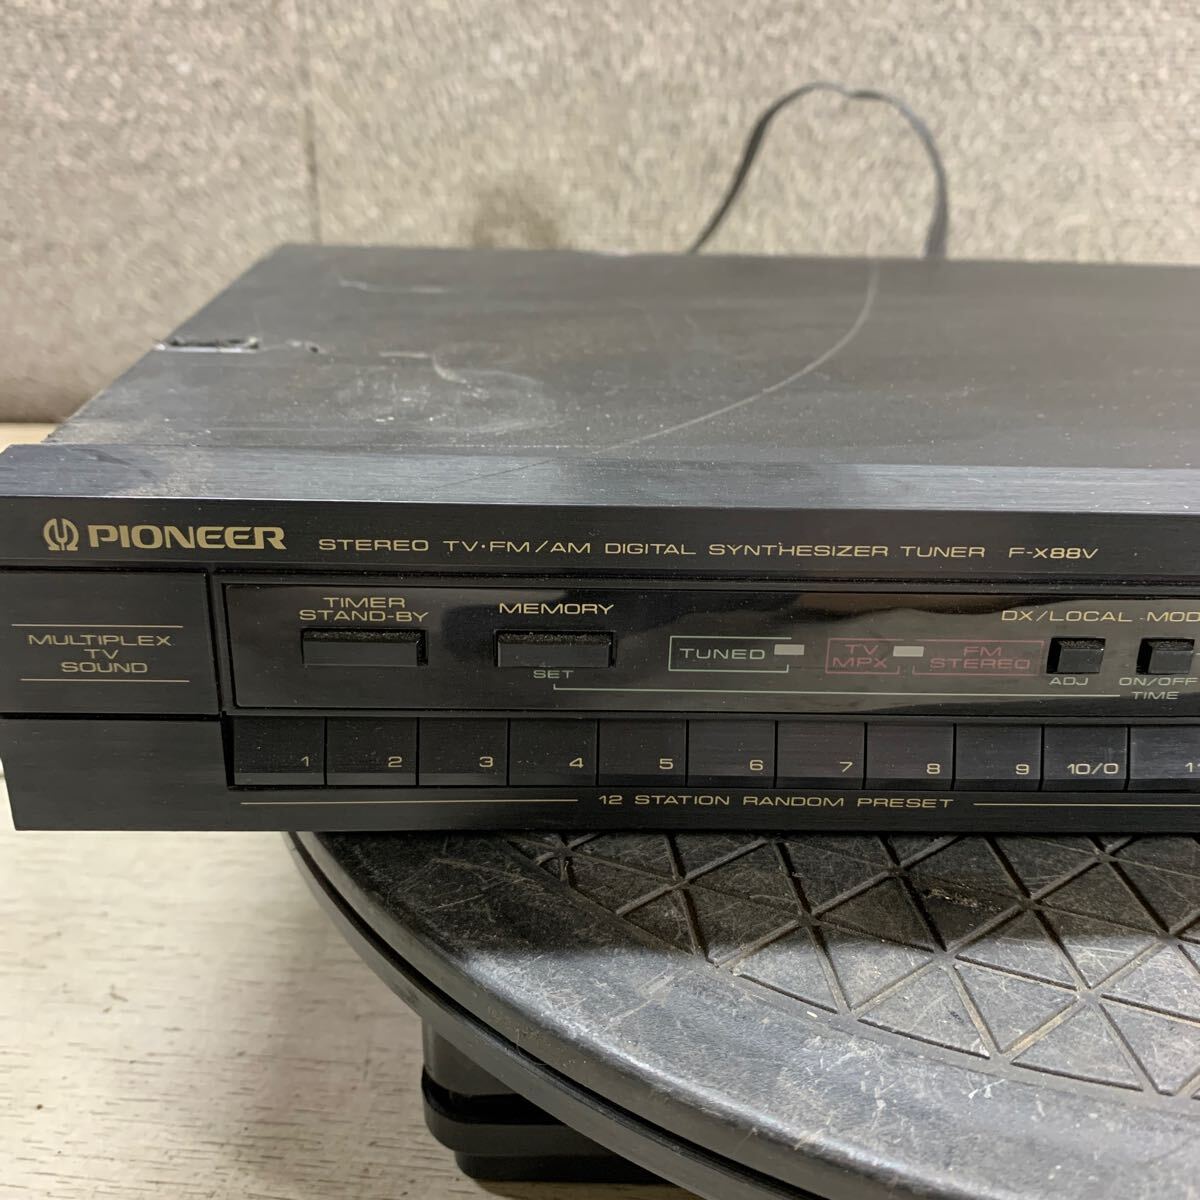 PIONEER STEREO TV·FM/AM DIGITAL SYNTHESIZER TUNER F-X88V
MULTIPLEX
TV
SOUND
TIMER
STAND-BY
MEMORY
SET
TUNED
TV
MPX
FM
STEREO
DX/LOCAL
ADJ
ON/OFF
TIME
1 2 3 4 5 6 7 8 9 10/0
12 STATION RANDOM PRESET